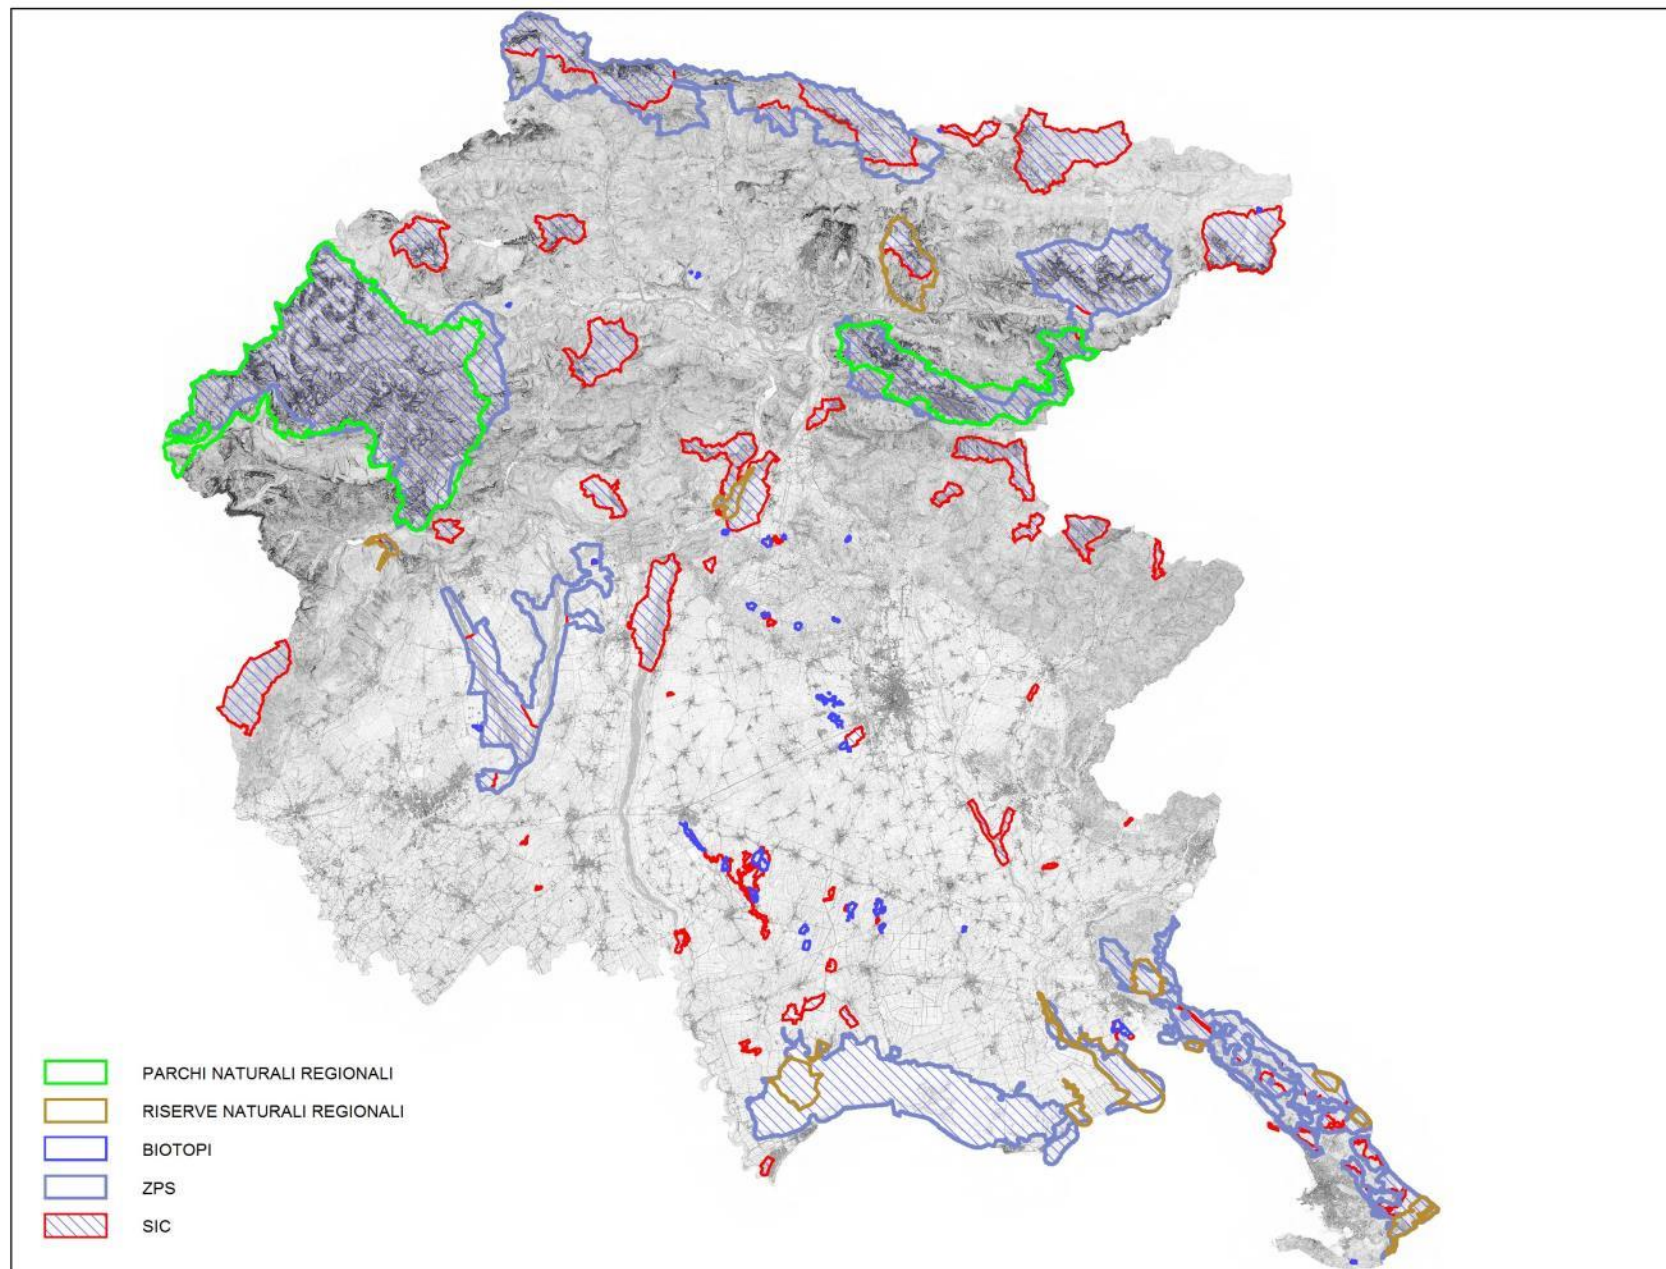 PARCHI NATURALI REGIONALI
RISERVE NATURALI REGIONALI
BIOTOPI
ZPS
SIC